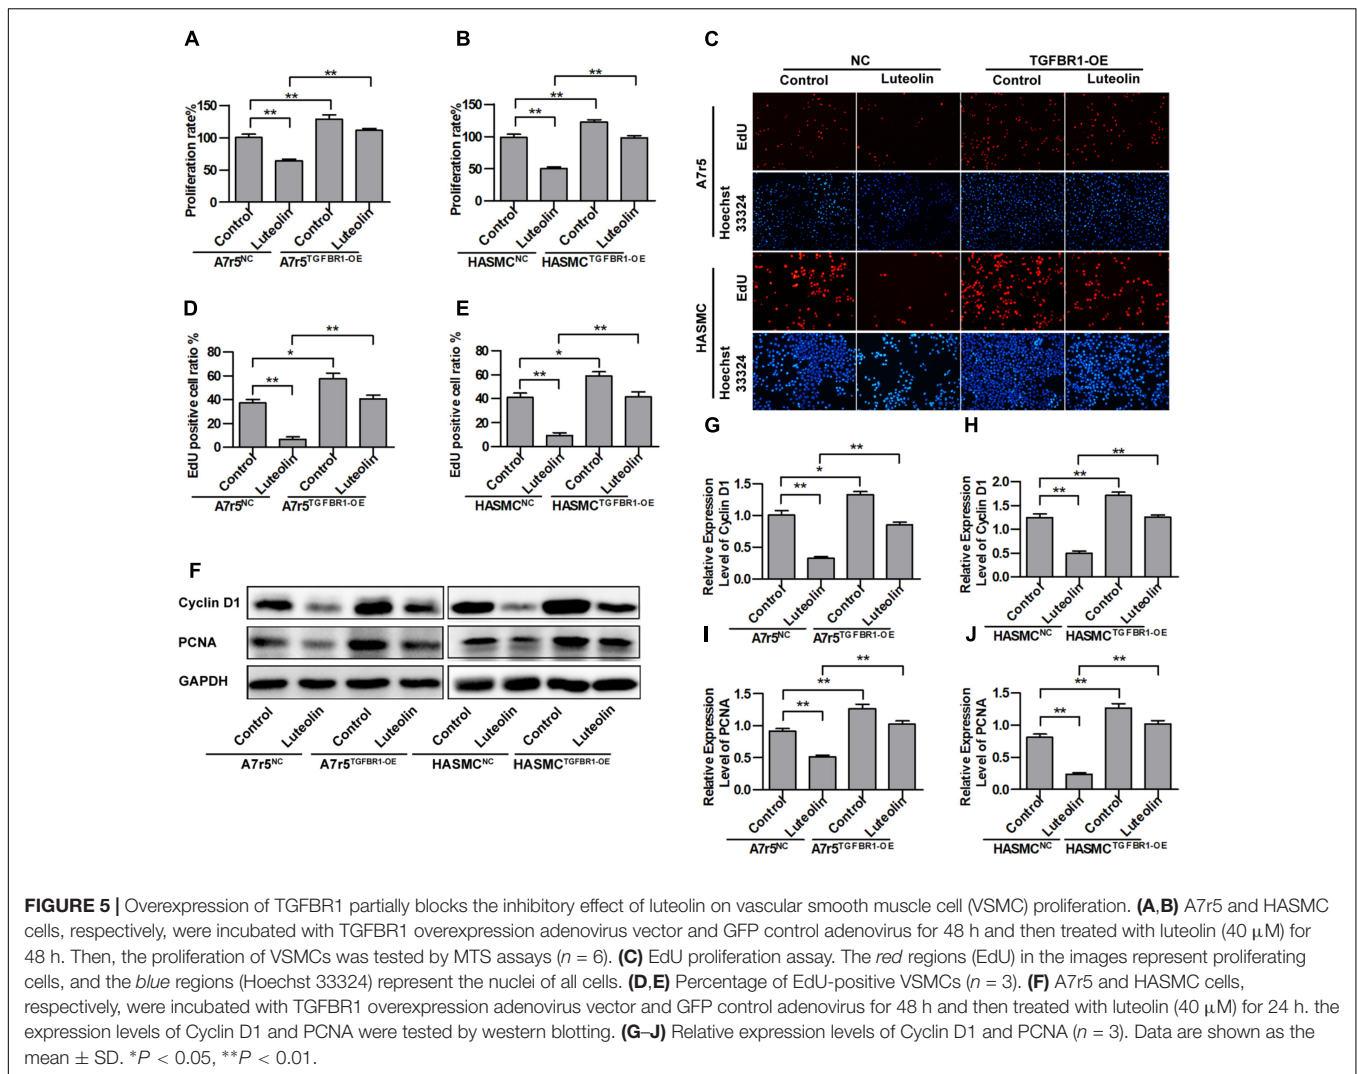 A
Proliferation rate%
150
100
50
0
**
**
**
Control
Luteolin
Control
Luteolin
A7r5NC
A7r5TGFBR1-OE
B
Proliferation rate%
150
100
50
0
**
**
**
Control
Luteolin
Control
Luteolin
HASMCNC
HASMCTGFBR1-OE
C
NC
TGFBR1-OE
Control
Luteolin
Control
Luteolin
A7r5
EdU
Hoechst
33324
HASMC
EdU
Hoechst
33324
D
EdU positive cell ratio %
80
60
40
20
0
**
*
**
Control
Luteolin
Control
Luteolin
A7r5NC
A7r5TGFBR1-OE
E
EdU positive cell ratio %
80
60
40
20
0
**
*
**
Control
Luteolin
Control
Luteolin
HASMCNC
HASMCTGFBR1-OE
F
Cyclin D1
PCNA
GAPDH
Control
Luteolin
Control
Luteolin
Control
Luteolin
Control
Luteolin
A7r5NC
A7r5TGFBR1-OE
HASMCNC
HASMCTGFBR1-OE
G
Relative Expression
Level of Cyclin D1
1.5
1.0
0.5
0.0
**
*
**
Control
Luteolin
Control
Luteolin
A7r5NC
A7r5TGFBR1-OE
H
Relative Expression
Level of Cyclin D1
2.0
1.5
1.0
0.5
0.0
**
**
**
Control
Luteolin
Control
Luteolin
HASMCNC
HASMCTGFBR1-OE
I
Relative Expression
Level of PCNA
1.5
1.0
0.5
0.0
**
**
**
Control
Luteolin
Control
Luteolin
A7r5NC
A7r5TGFBR1-OE
J
Relative Expression
Level of PCNA
1.5
1.0
0.5
0.0
**
**
**
Control
Luteolin
Control
Luteolin
HASMCNC
HASMCTGFBR1-OE
FIGURE 5 | Overexpression of TGFBR1 partially blocks the inhibitory effect of luteolin on vascular smooth muscle cell (VSMC) proliferation. (A,B) A7r5 and HASMC
cells, respectively, were incubated with TGFBR1 overexpression adenovirus vector and GFP control adenovirus for 48 h and then treated with luteolin (40 μM) for
48 h. Then, the proliferation of VSMCs was tested by MTS assays (n = 6). (C) EdU proliferation assay. The red regions (EdU) in the images represent proliferating
cells, and the blue regions (Hoechst 33324) represent the nuclei of all cells. (D,E) Percentage of EdU-positive VSMCs (n = 3). (F) A7r5 and HASMC cells,
respectively, were incubated with TGFBR1 overexpression adenovirus vector and GFP control adenovirus for 48 h and then treated with luteolin (40 μM) for 24 h. the
expression levels of Cyclin D1 and PCNA were tested by western blotting. (G–J) Relative expression levels of Cyclin D1 and PCNA (n = 3). Data are shown as the
mean ± SD. *P < 0.05, **P < 0.01.